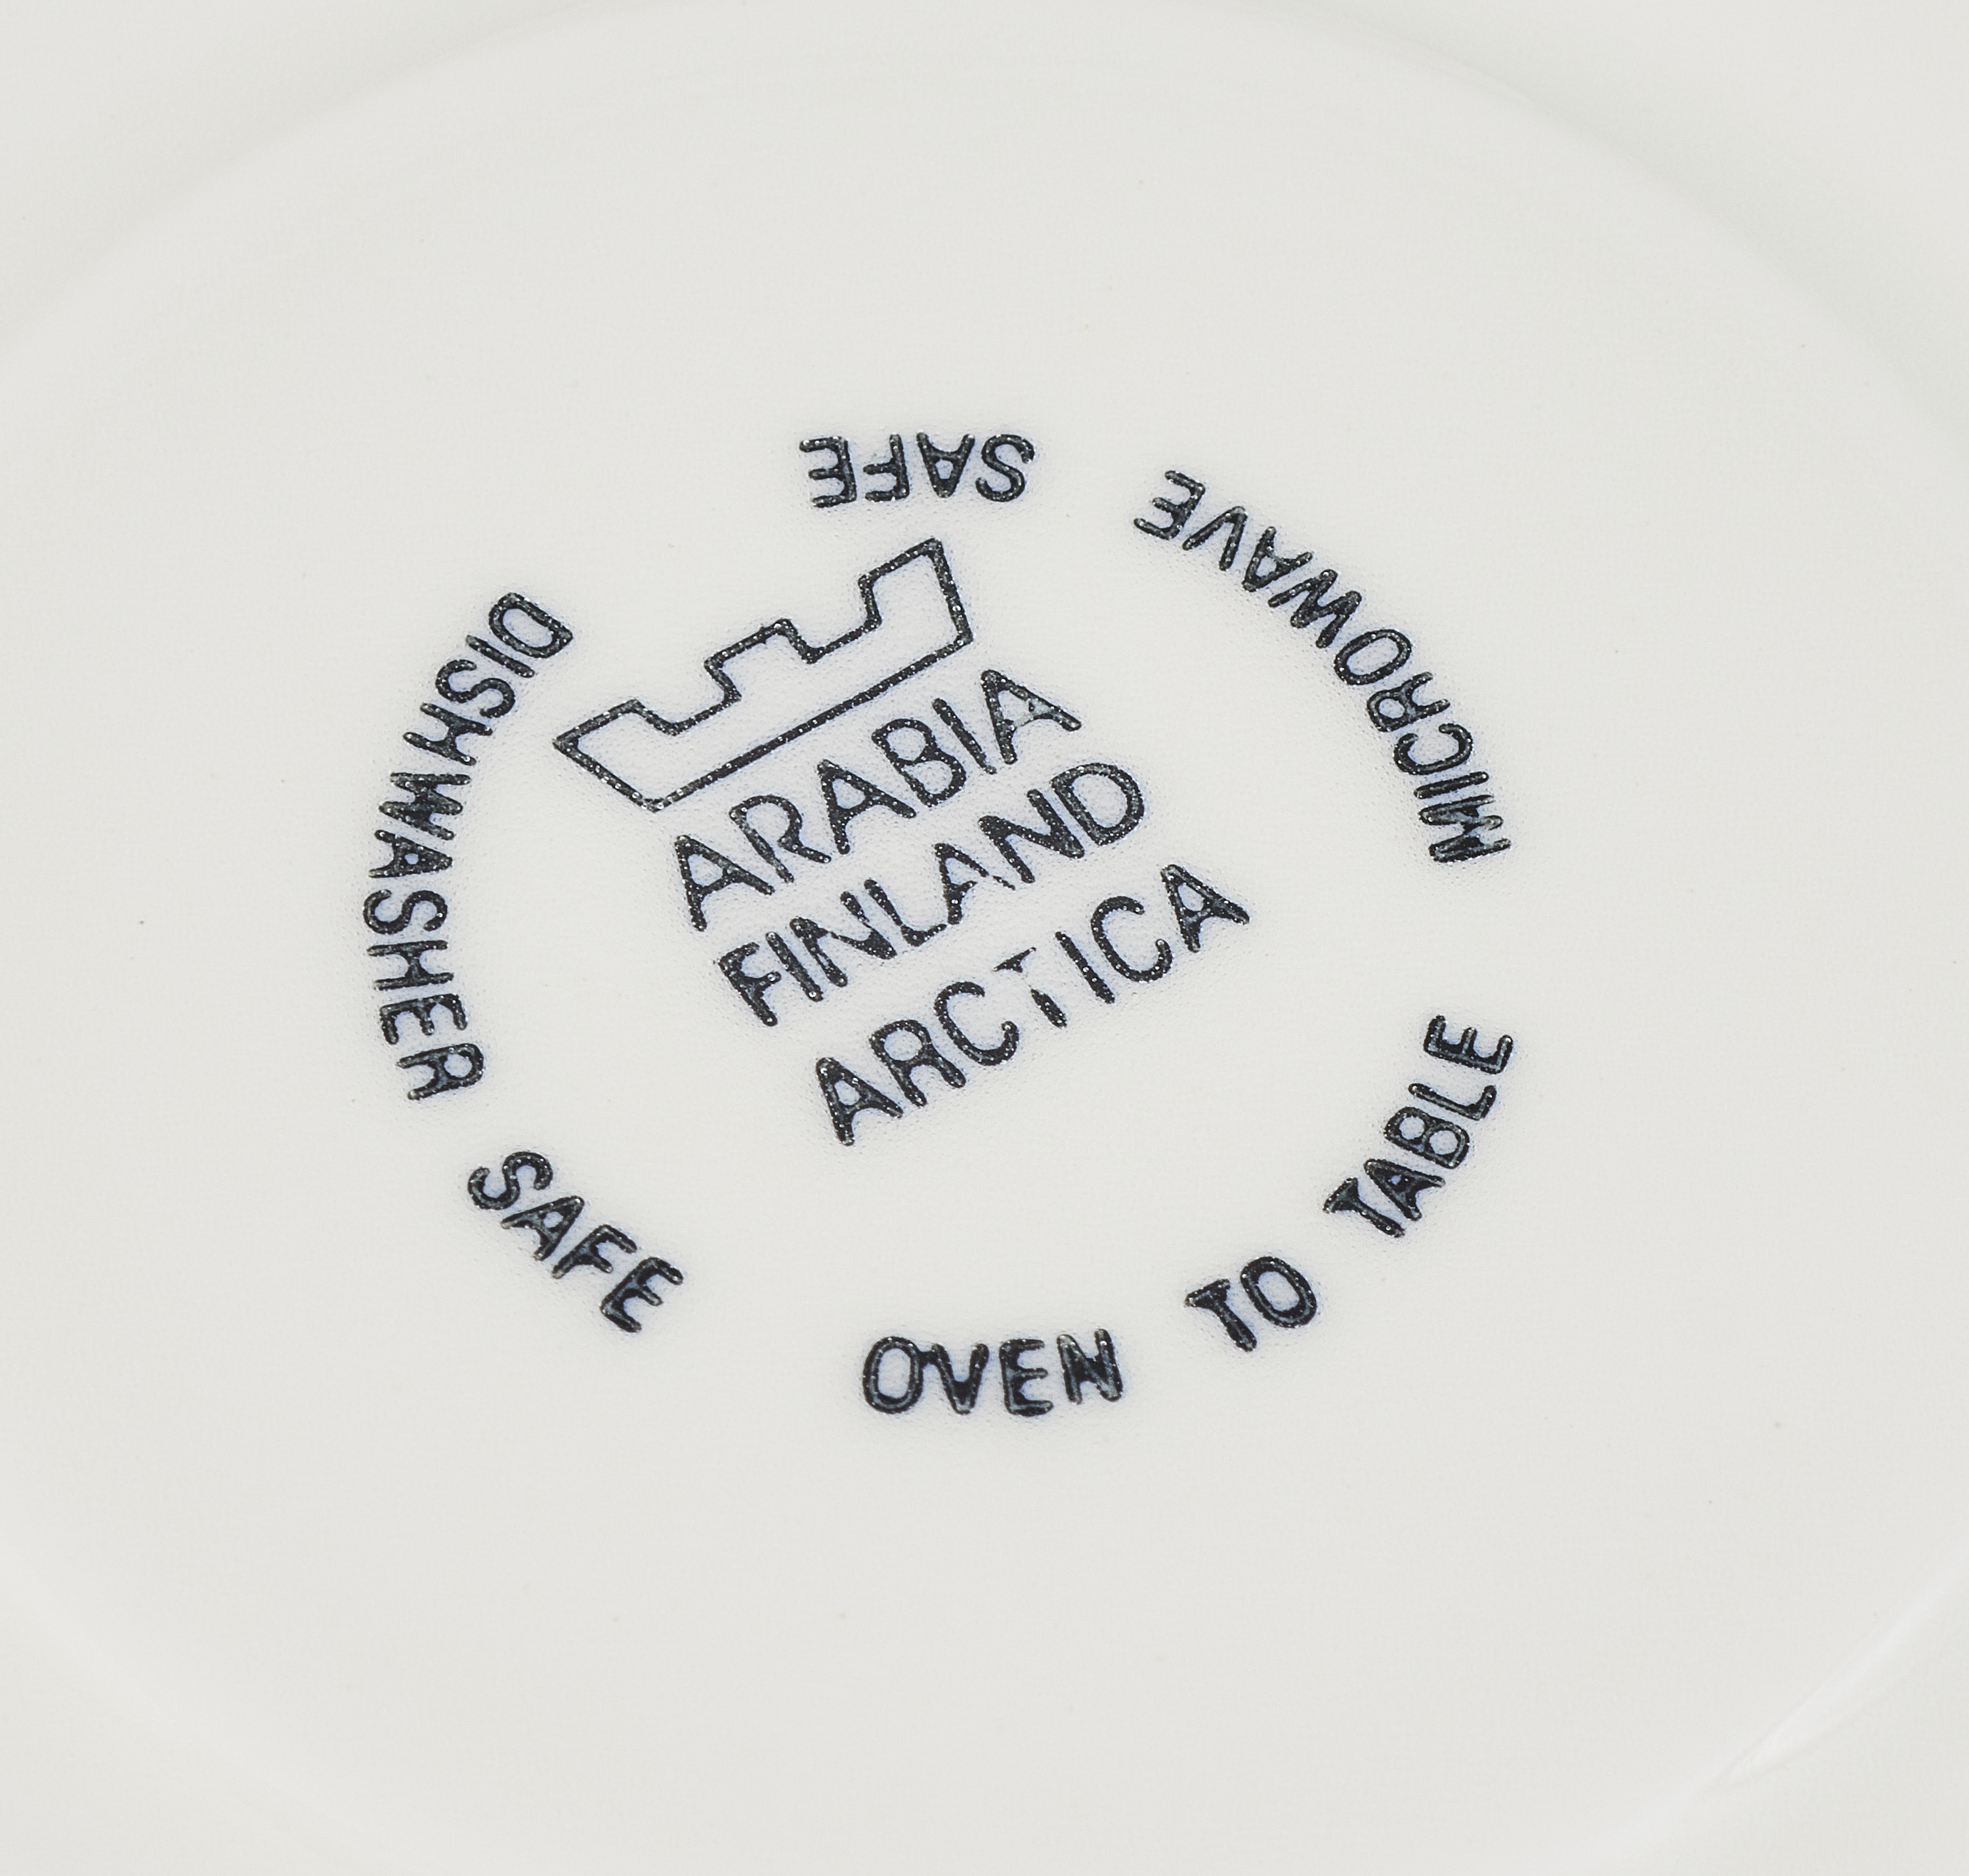 ARABIA
FINLAND
ARCTICA
DISHWASHER SAFE
OVEN TO TABLE
MICROWAVE SAFE